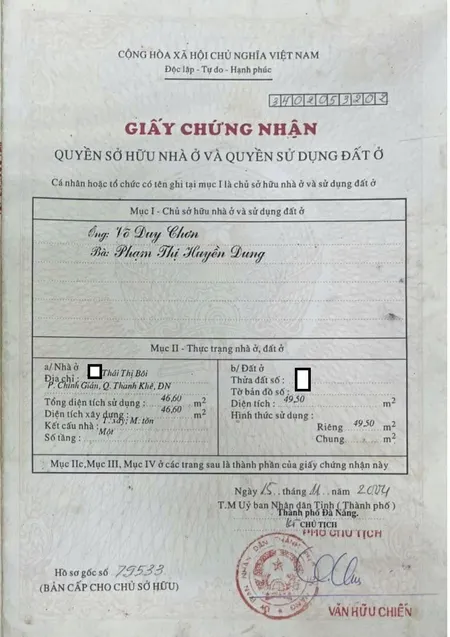 CỘNG HÒA XÃ HỘI CHỦ NGHĨA VIỆT NAM
Độc lập - Tự do - Hạnh phúc
3402053202
GIẤY CHỨNG NHẬN
QUYỀN SỞ HỮU NHÀ Ở VÀ QUYỀN SỬ DỤNG ĐẤT Ở
Cá nhân hoặc tổ chức có tên ghi tại mục I là chủ sở hữu nhà ở và sử dụng đất ở
Mục I - Chủ sở hữu nhà ở và sử dụng đất ở
Ông: Võ Duy Chơn
Bà: Phạm Thị Huyền Dung
Mục II - Thực trạng nhà ở, đất ở
a/ Nhà ở
Địa chỉ: Thái Thị Bôi
P. Chính Gián, Q. Thanh Khê, ĐN
Tổng diện tích sử dụng: 46,60 m2
Diện tích xây dựng: 46,60 m2
Kết cấu nhà: T. xây; M. tôn
Số tầng: Một
b/ Đất ở
Thửa đất số:
Tờ bản đồ số:
Diện tích: 49,50 m2
Hình thức sử dụng:
Riêng 49,50 m2
Chung m2
Mục IIc, Mục III, Mục IV ở các trang sau là thành phần của giấy chứng nhận này
Ngày 15 tháng 11 năm 2004
T.M Uỷ ban Nhân dân Tỉnh (Thành phố)
Thành phố Đà Nẵng.
CHỦ TỊCH
PHÓ CHỦ TỊCH
Hồ sơ gốc số 79533
(BẢN CẤP CHO CHỦ SỞ HỮU)
VĂN HỮU CHIẾN